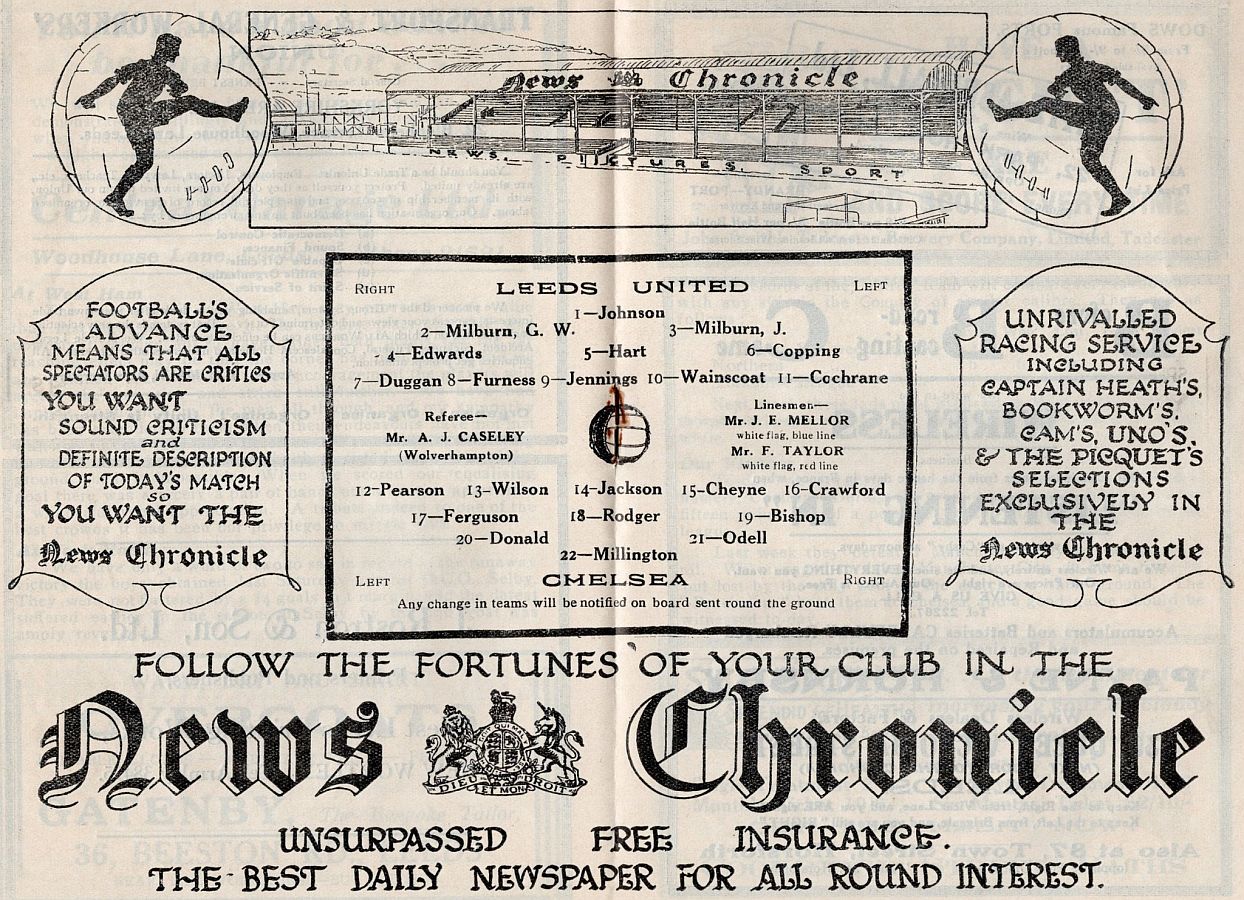 News Chronicle
NEWS. PICTURES. SPORT
FOOTBALL'S
ADVANCE
MEANS THAT ALL
SPECTATORS ARE CRITICS
YOU WANT
SOUND CRITICISM
and
DEFINITE DESCRIPTION
OF TODAY'S MATCH
SO
YOU WANT THE
News Chronicle
RIGHT LEEDS UNITED LEFT
1—Johnson
2—Milburn, G. W. 3—Milburn, J.
4—Edwards 5—Hart 6—Copping
7—Duggan 8—Furness 9—Jennings 10—Wainscoat 11—Cochrane
Referee—
Mr. A. J. CASELEY
(Wolverhampton)
Linesmen—
Mr. J. E. MELLOR
white flag, blue line
Mr. F. TAYLOR
white flag, red line
12-Pearson 13-Wilson 14-Jackson 15-Cheyne 16-Crawford
17—Ferguson 18—Rodger 19—Bishop
20—Donald 21—Odell
22—Millington
LEFT CHELSEA RIGHT
Any change in teams will be notified on board sent round the ground
UNRIVALLED
RACING SERVICE
INCLUDING
CAPTAIN HEATH'S,
BOOKWORM'S,
CAM'S, UNO'S,
& THE PICQUET'S
SELECTIONS
EXCLUSIVELY IN
THE
News Chronicle
FOLLOW THE FORTUNES OF YOUR CLUB IN THE
News Chronicle
DIEU ET MON DROIT
UNSURPASSED FREE INSURANCE.
THE BEST DAILY NEWSPAPER FOR ALL ROUND INTEREST.